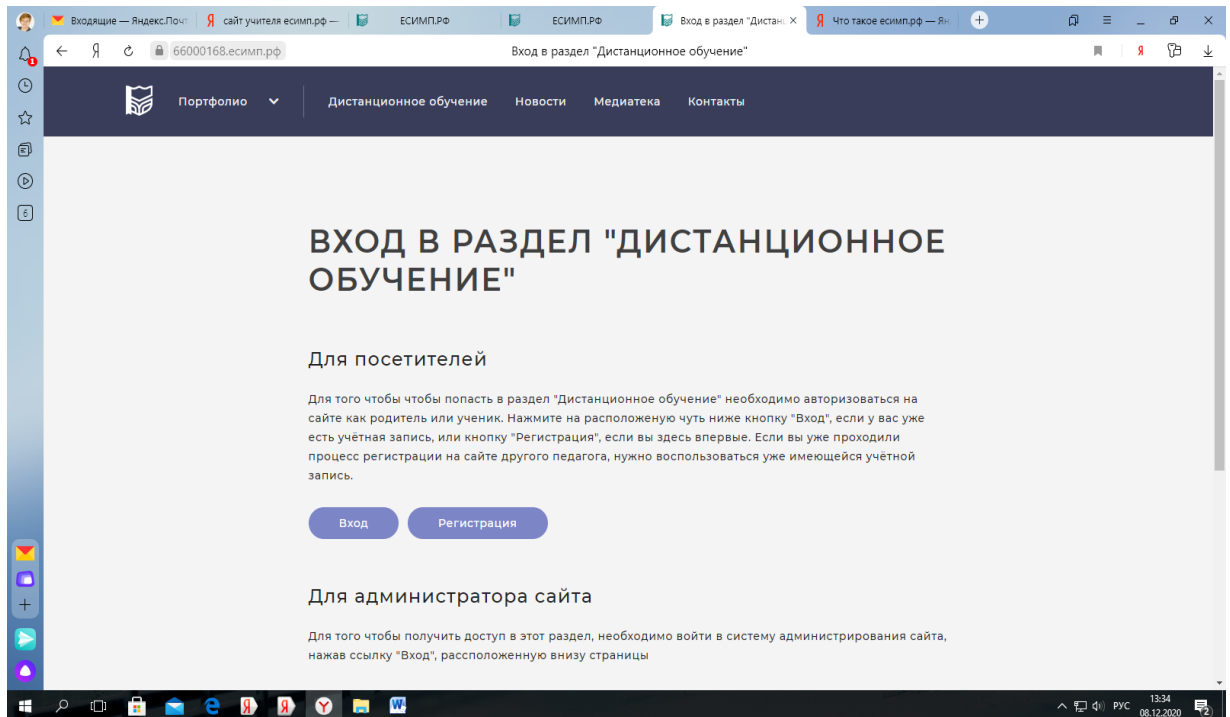 Входящие — Яндекс.Почт
сайт учителя есимп.рф —
ЕСИМП.РФ
ЕСИМП.РФ
Вход в раздел "Дистанц
Что такое есимп.рф — Ян
1
66000168.есимп.рф
Вход в раздел "Дистанционное обучение"
Портфолио
Дистанционное обучение
Новости
Медиатека
Контакты
6
ВХОД В РАЗДЕЛ "ДИСТАНЦИОННОЕ
ОБУЧЕНИЕ"
Для посетителей
Для того чтобы чтобы попасть в раздел "Дистанционное обучение" необходимо авторизоваться на
сайте как родитель или ученик. Нажмите на расположеную чуть ниже кнопку "Вход", если у вас уже
есть учётная запись, или кнопку "Регистрация", если вы здесь впервые. Если вы уже проходили
процесс регистрации на сайте другого педагога, нужно воспользоваться уже имеющейся учётной
запись.
Вход
Регистрация
Для администратора сайта
Для того чтобы получить доступ в этот раздел, необходимо войти в систему администрирования сайта,
нажав ссылку "Вход", рассположенную внизу страницы
РУС
13:34
08.12.2020
2